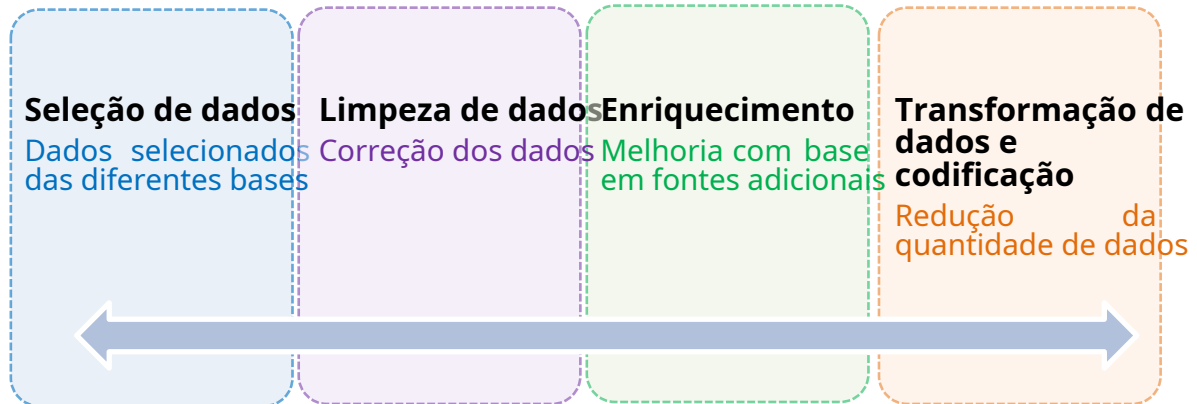 Seleção de dados
Dados selecionados
das diferentes bases
Limpeza de dados
Correção dos dados
Enriquecimento
Melhoria com base
em fontes adicionais
Transformação de
dados e
codificação
Redução da
quantidade de dados